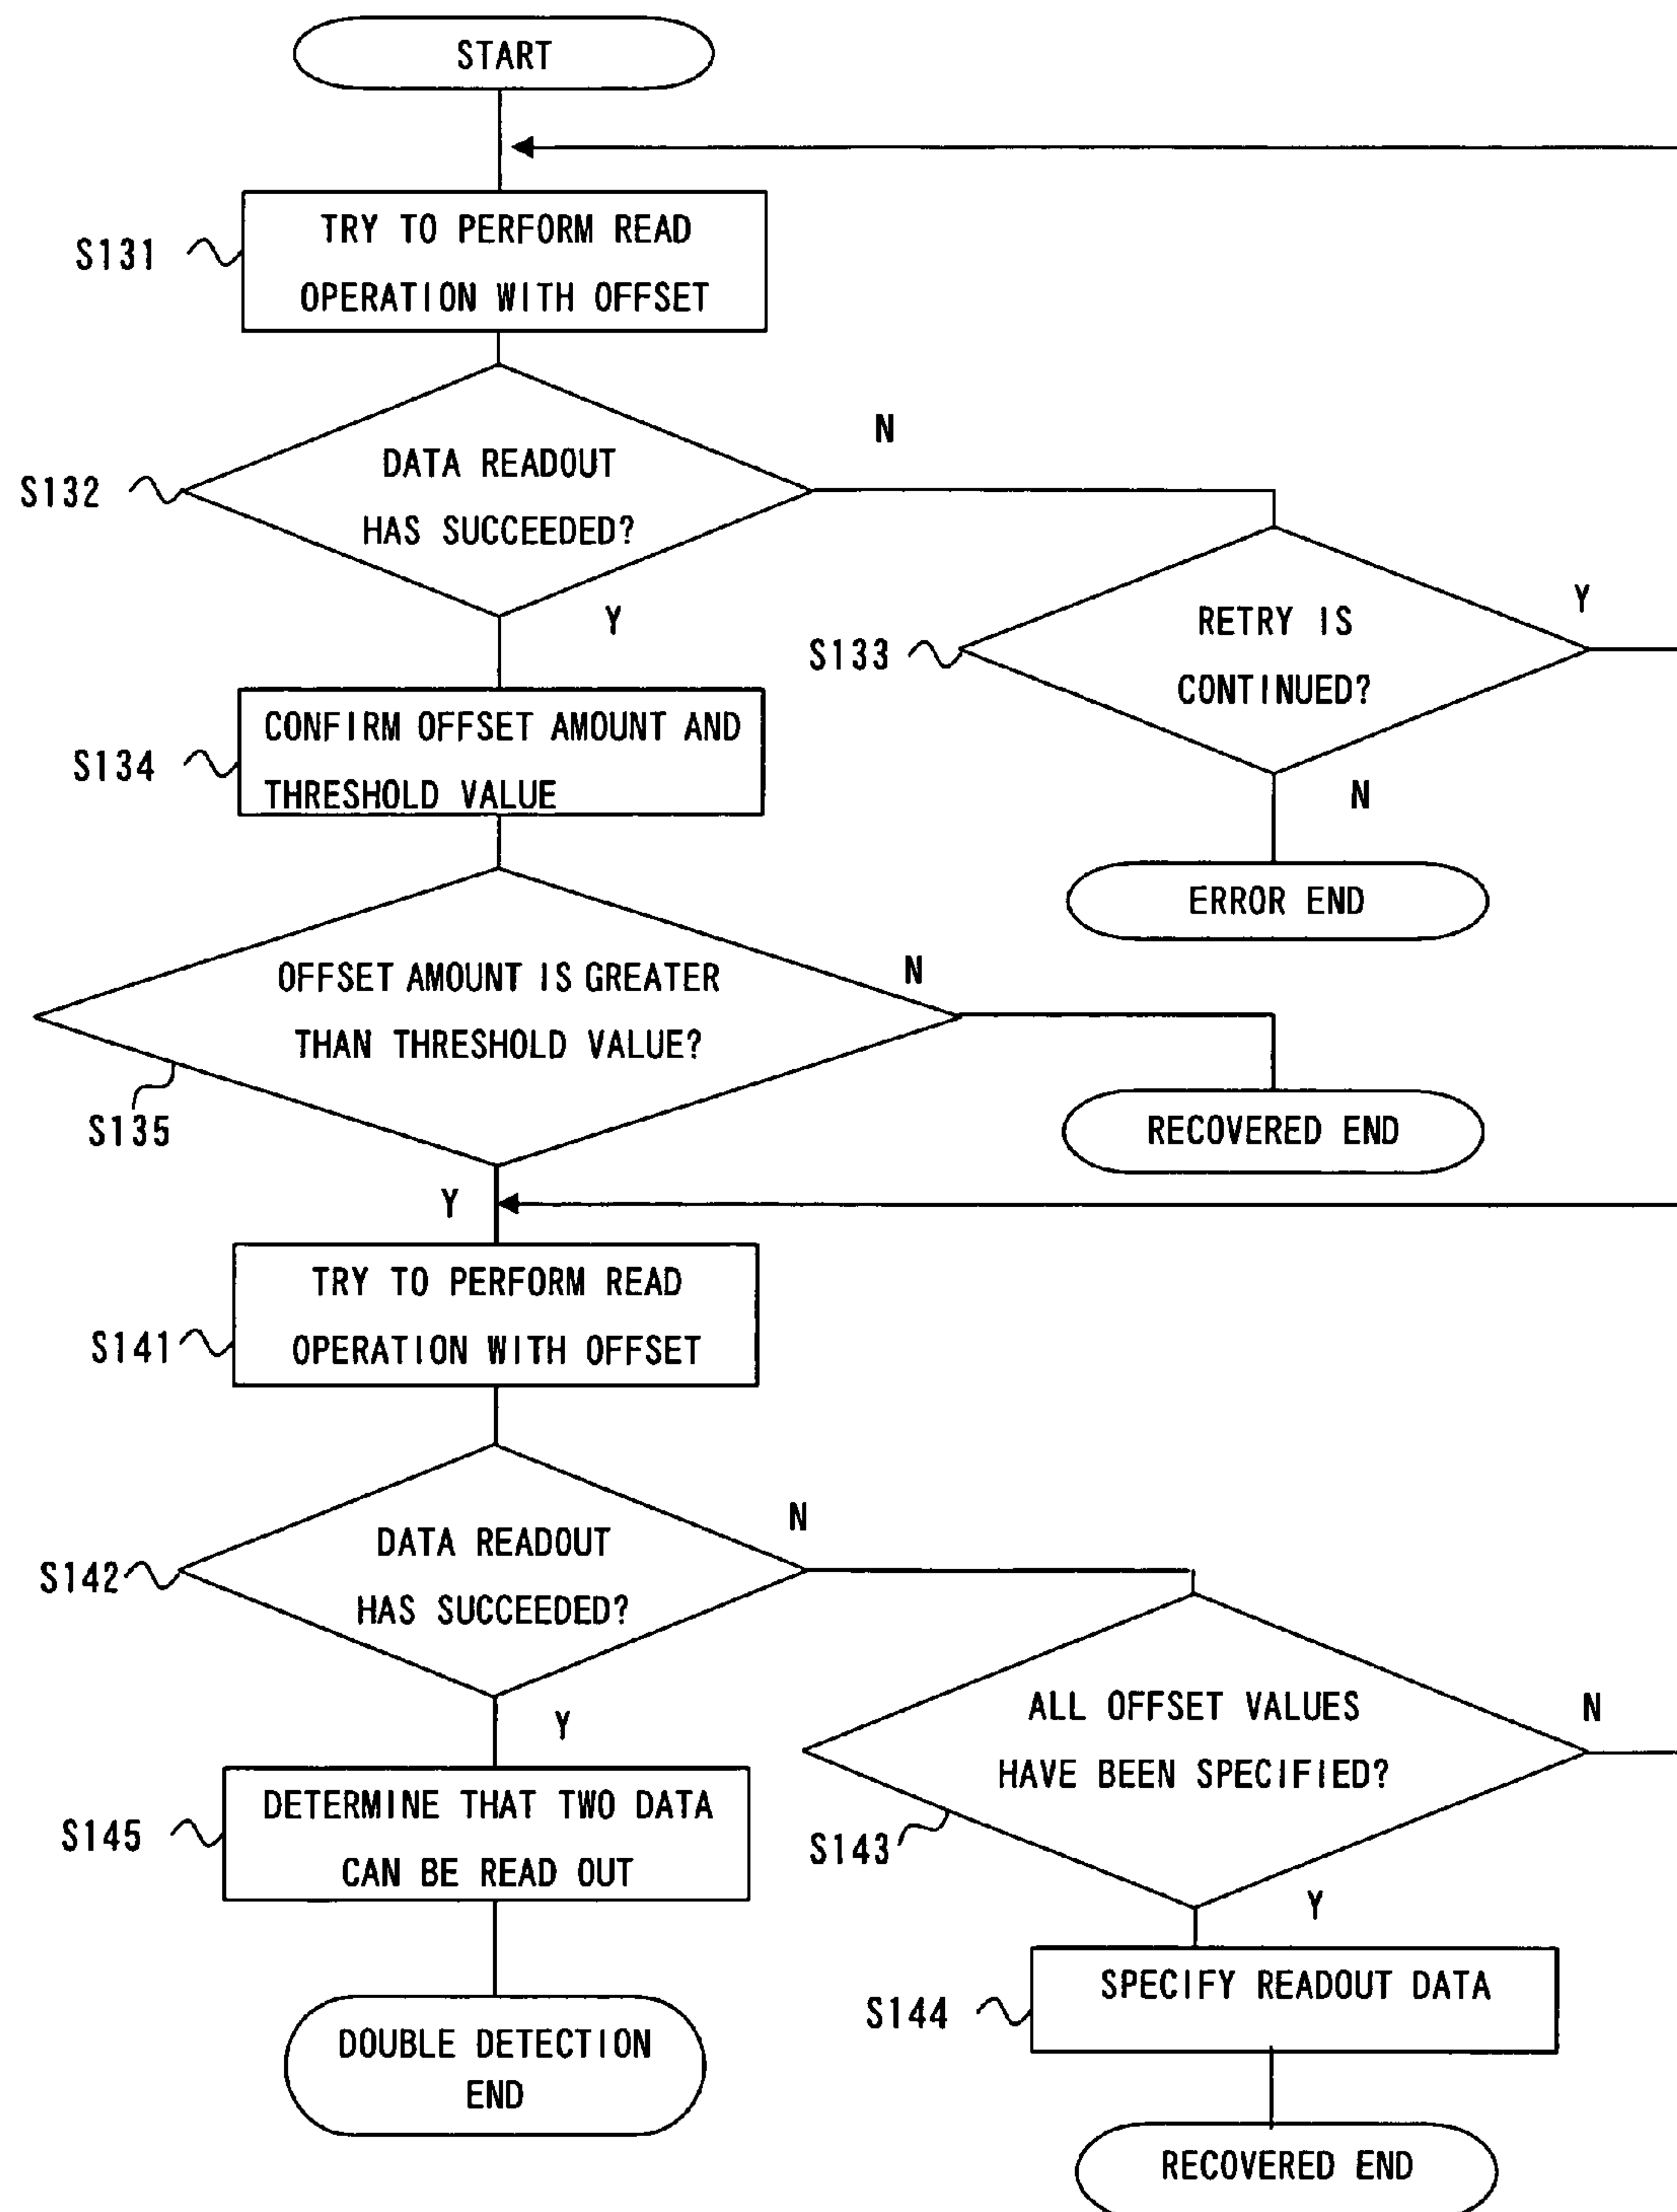 START
S131
TRY TO PERFORM READ
OPERATION WITH OFFSET
S132
DATA READOUT
HAS SUCCEEDED?
N
Y
S133
RETRY IS
CONTINUED?
Y
N
S134
CONFIRM OFFSET AMOUNT AND
THRESHOLD VALUE
ERROR END
S135
OFFSET AMOUNT IS GREATER
THAN THRESHOLD VALUE?
N
RECOVERED END
Y
S141
TRY TO PERFORM READ
OPERATION WITH OFFSET
S142
DATA READOUT
HAS SUCCEEDED?
N
Y
S143
ALL OFFSET VALUES
HAVE BEEN SPECIFIED?
N
Y
S145
DETERMINE THAT TWO DATA
CAN BE READ OUT
S144
SPECIFY READOUT DATA
DOUBLE DETECTION
END
RECOVERED END